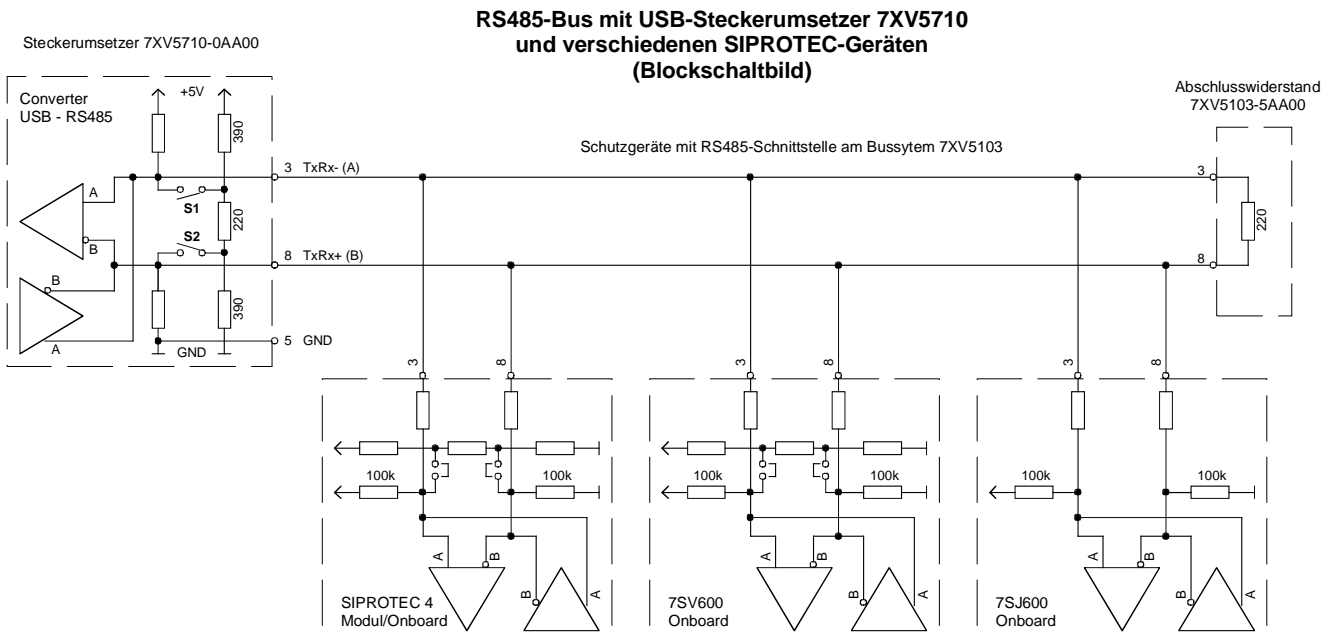 RS485-Bus mit USB-Steckerumsetzer 7XV5710
und verschiedenen SIPROTEC-Geräten
(Blockschaltbild)
Steckerumsetzer 7XV5710-0AA00
Converter
USB - RS485
+5V
390
3 TxRx- (A)
A
S1
220
S2
B
8 TxRx+ (B)
B
390
A
GND
5 GND
Schutzgeräte mit RS485-Schnittstelle am Bussytem 7XV5103
Abschlusswiderstand
7XV5103-5AA00
3
220
8
3
8
100k
100k
A
B
B
A
SIPROTEC 4
Modul/Onboard
3
8
100k
100k
A
B
B
A
7SV600
Onboard
3
8
100k
100k
A
B
B
A
7SJ600
Onboard